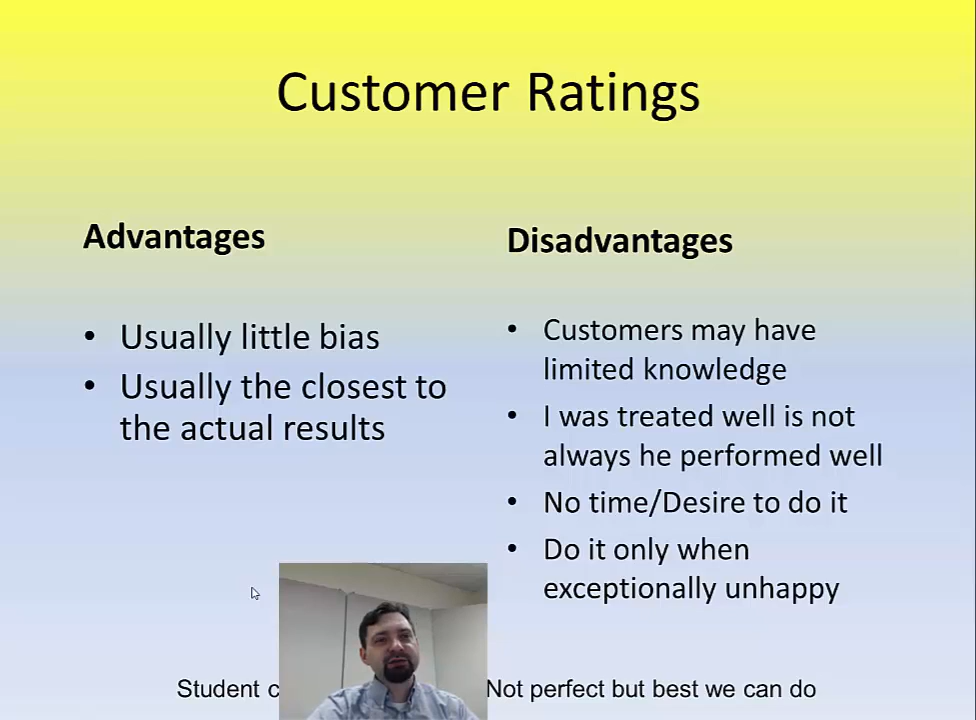 Customer Ratings
Advantages
• Usually little bias
• Usually the closest to
the actual results
Disadvantages
• Customers may have
limited knowledge
• I was treated well is not
always he performed well
• No time/Desire to do it
• Do it only when
exceptionally unhappy
Student Not perfect but best we can do